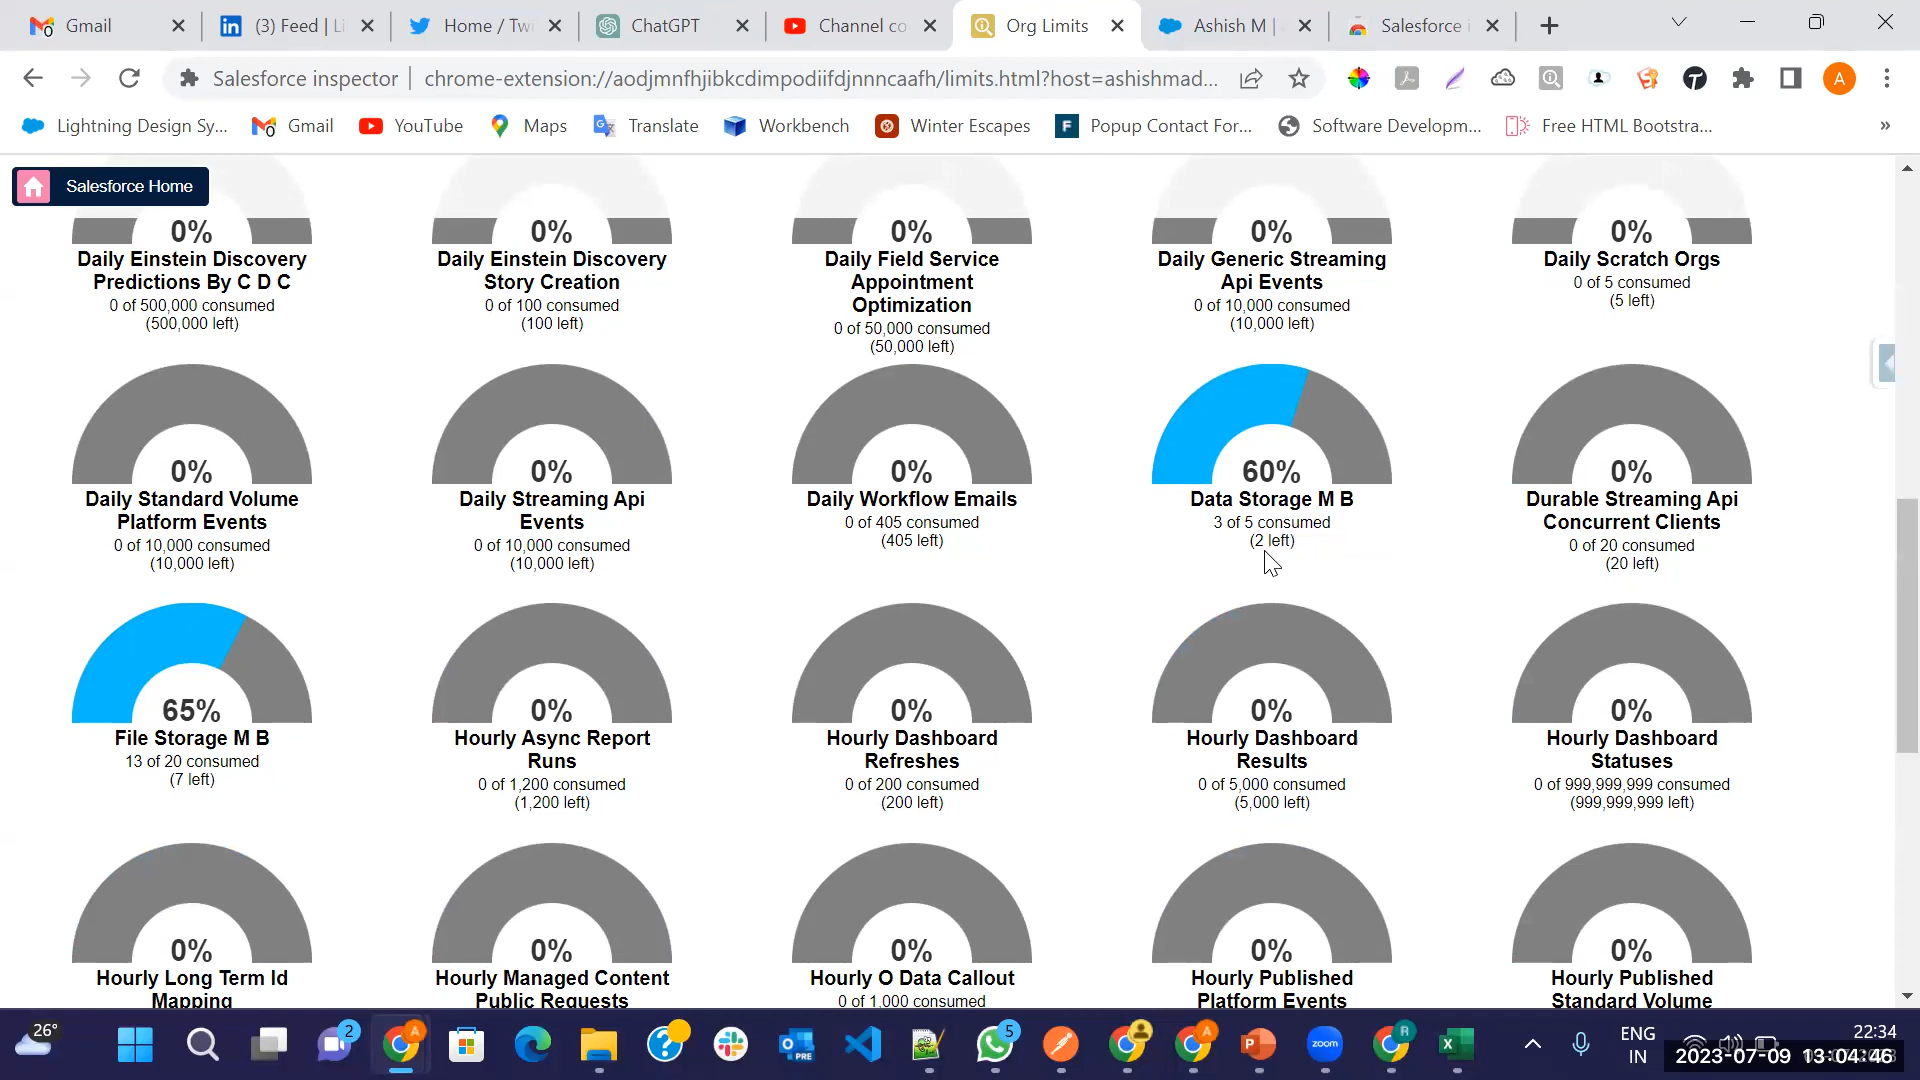 Gmail
(3) Feed | Li
Home / Twi
ChatGPT
Channel co
Org Limits
Ashish M |
Salesforce i
Salesforce inspector
chrome-extension://aodjmnfhjibkcdimpodiifdjnnncaafh/limits.html?host=ashishmad...
A
Lightning Design Sy...
Gmail
YouTube
Maps
Translate
Workbench
Winter Escapes
Popup Contact For...
Software Developm...
Free HTML Bootstra...
»
Salesforce Home
0%
Daily Einstein Discovery
Predictions By C D C
0 of 500,000 consumed
(500,000 left)
0%
Daily Einstein Discovery
Story Creation
0 of 100 consumed
(100 left)
0%
Daily Field Service
Appointment
Optimization
0 of 50,000 consumed
(50,000 left)
0%
Daily Generic Streaming
Api Events
0 of 10,000 consumed
(10,000 left)
0%
Daily Scratch Orgs
0 of 5 consumed
(5 left)
0%
Daily Standard Volume
Platform Events
0 of 10,000 consumed
(10,000 left)
0%
Daily Streaming Api
Events
0 of 10,000 consumed
(10,000 left)
0%
Daily Workflow Emails
0 of 405 consumed
(405 left)
60%
Data Storage M B
3 of 5 consumed
(2 left)
0%
Durable Streaming Api
Concurrent Clients
0 of 20 consumed
(20 left)
65%
File Storage M B
13 of 20 consumed
(7 left)
0%
Hourly Async Report
Runs
0 of 1,200 consumed
(1,200 left)
0%
Hourly Dashboard
Refreshes
0 of 200 consumed
(200 left)
0%
Hourly Dashboard
Results
0 of 5,000 consumed
(5,000 left)
0%
Hourly Dashboard
Statuses
0 of 999,999,999 consumed
(999,999,999 left)
0%
Hourly Long Term Id
Mapping
0%
Hourly Managed Content
Public Requests
0%
Hourly O Data Callout
0 of 1,000 consumed
0%
Hourly Published
Platform Events
0%
Hourly Published
Standard Volume
26°
2
A
PRE
5
A
zoom
R
ENG
IN
22:34
2023-07-09 13:04:46